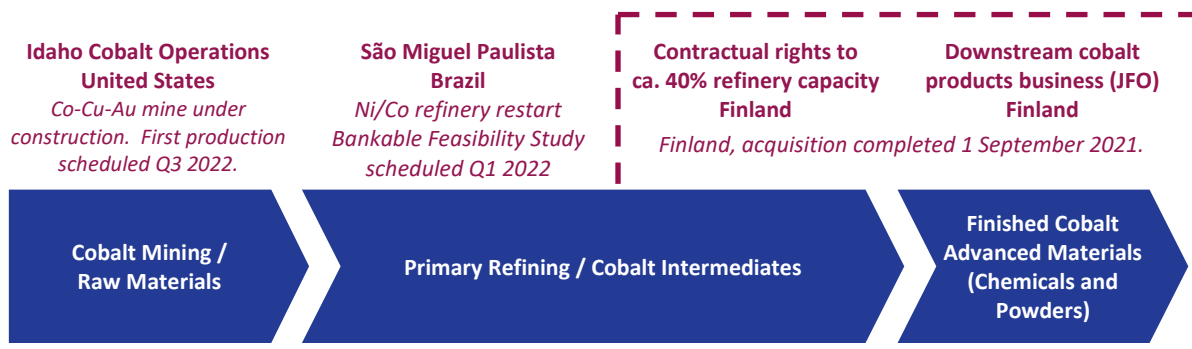 Idaho Cobalt Operations
United States
Co-Cu-Au mine under
construction.  First production
scheduled Q3 2022.
São Miguel Paulista
Brazil
Ni/Co refinery restart
Bankable Feasibility Study
scheduled Q1 2022
Contractual rights to
ca. 40% refinery capacity
Finland
Downstream cobalt
products business (JFO)
Finland
Finland, acquisition completed 1 September 2021.
Cobalt Mining /
Raw Materials
Primary Refining / Cobalt Intermediates
Finished Cobalt
Advanced Materials
(Chemicals and
Powders)